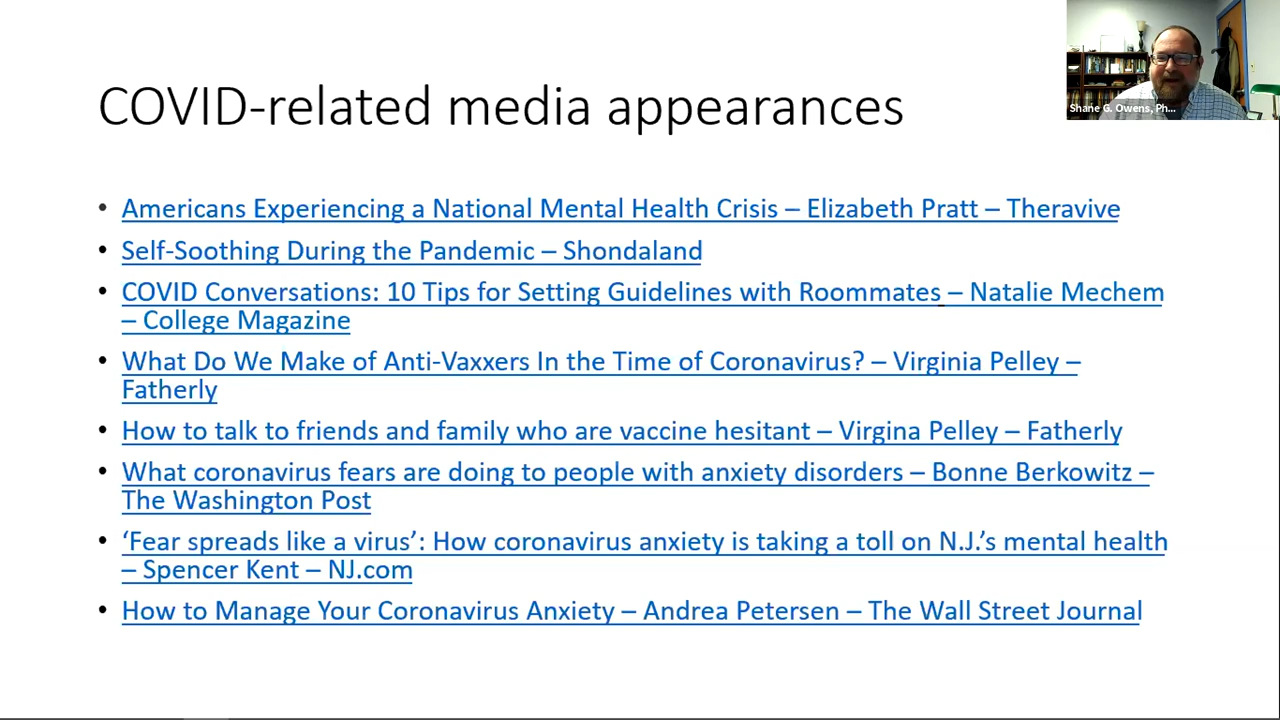 COVID-related media appearances
Shane G. Owens, Ph...
• Americans Experiencing a National Mental Health Crisis – Elizabeth Pratt – Theravive
• Self-Soothing During the Pandemic – Shondaland
• COVID Conversations: 10 Tips for Setting Guidelines with Roommates – Natalie Mechem
– College Magazine
• What Do We Make of Anti-Vaxxers In the Time of Coronavirus? – Virginia Pelley –
Fatherly
• How to talk to friends and family who are vaccine hesitant – Virgina Pelley – Fatherly
• What coronavirus fears are doing to people with anxiety disorders – Bonne Berkowitz –
The Washington Post
• ‘Fear spreads like a virus’: How coronavirus anxiety is taking a toll on N.J.’s mental health
– Spencer Kent – NJ.com
• How to Manage Your Coronavirus Anxiety – Andrea Petersen – The Wall Street Journal